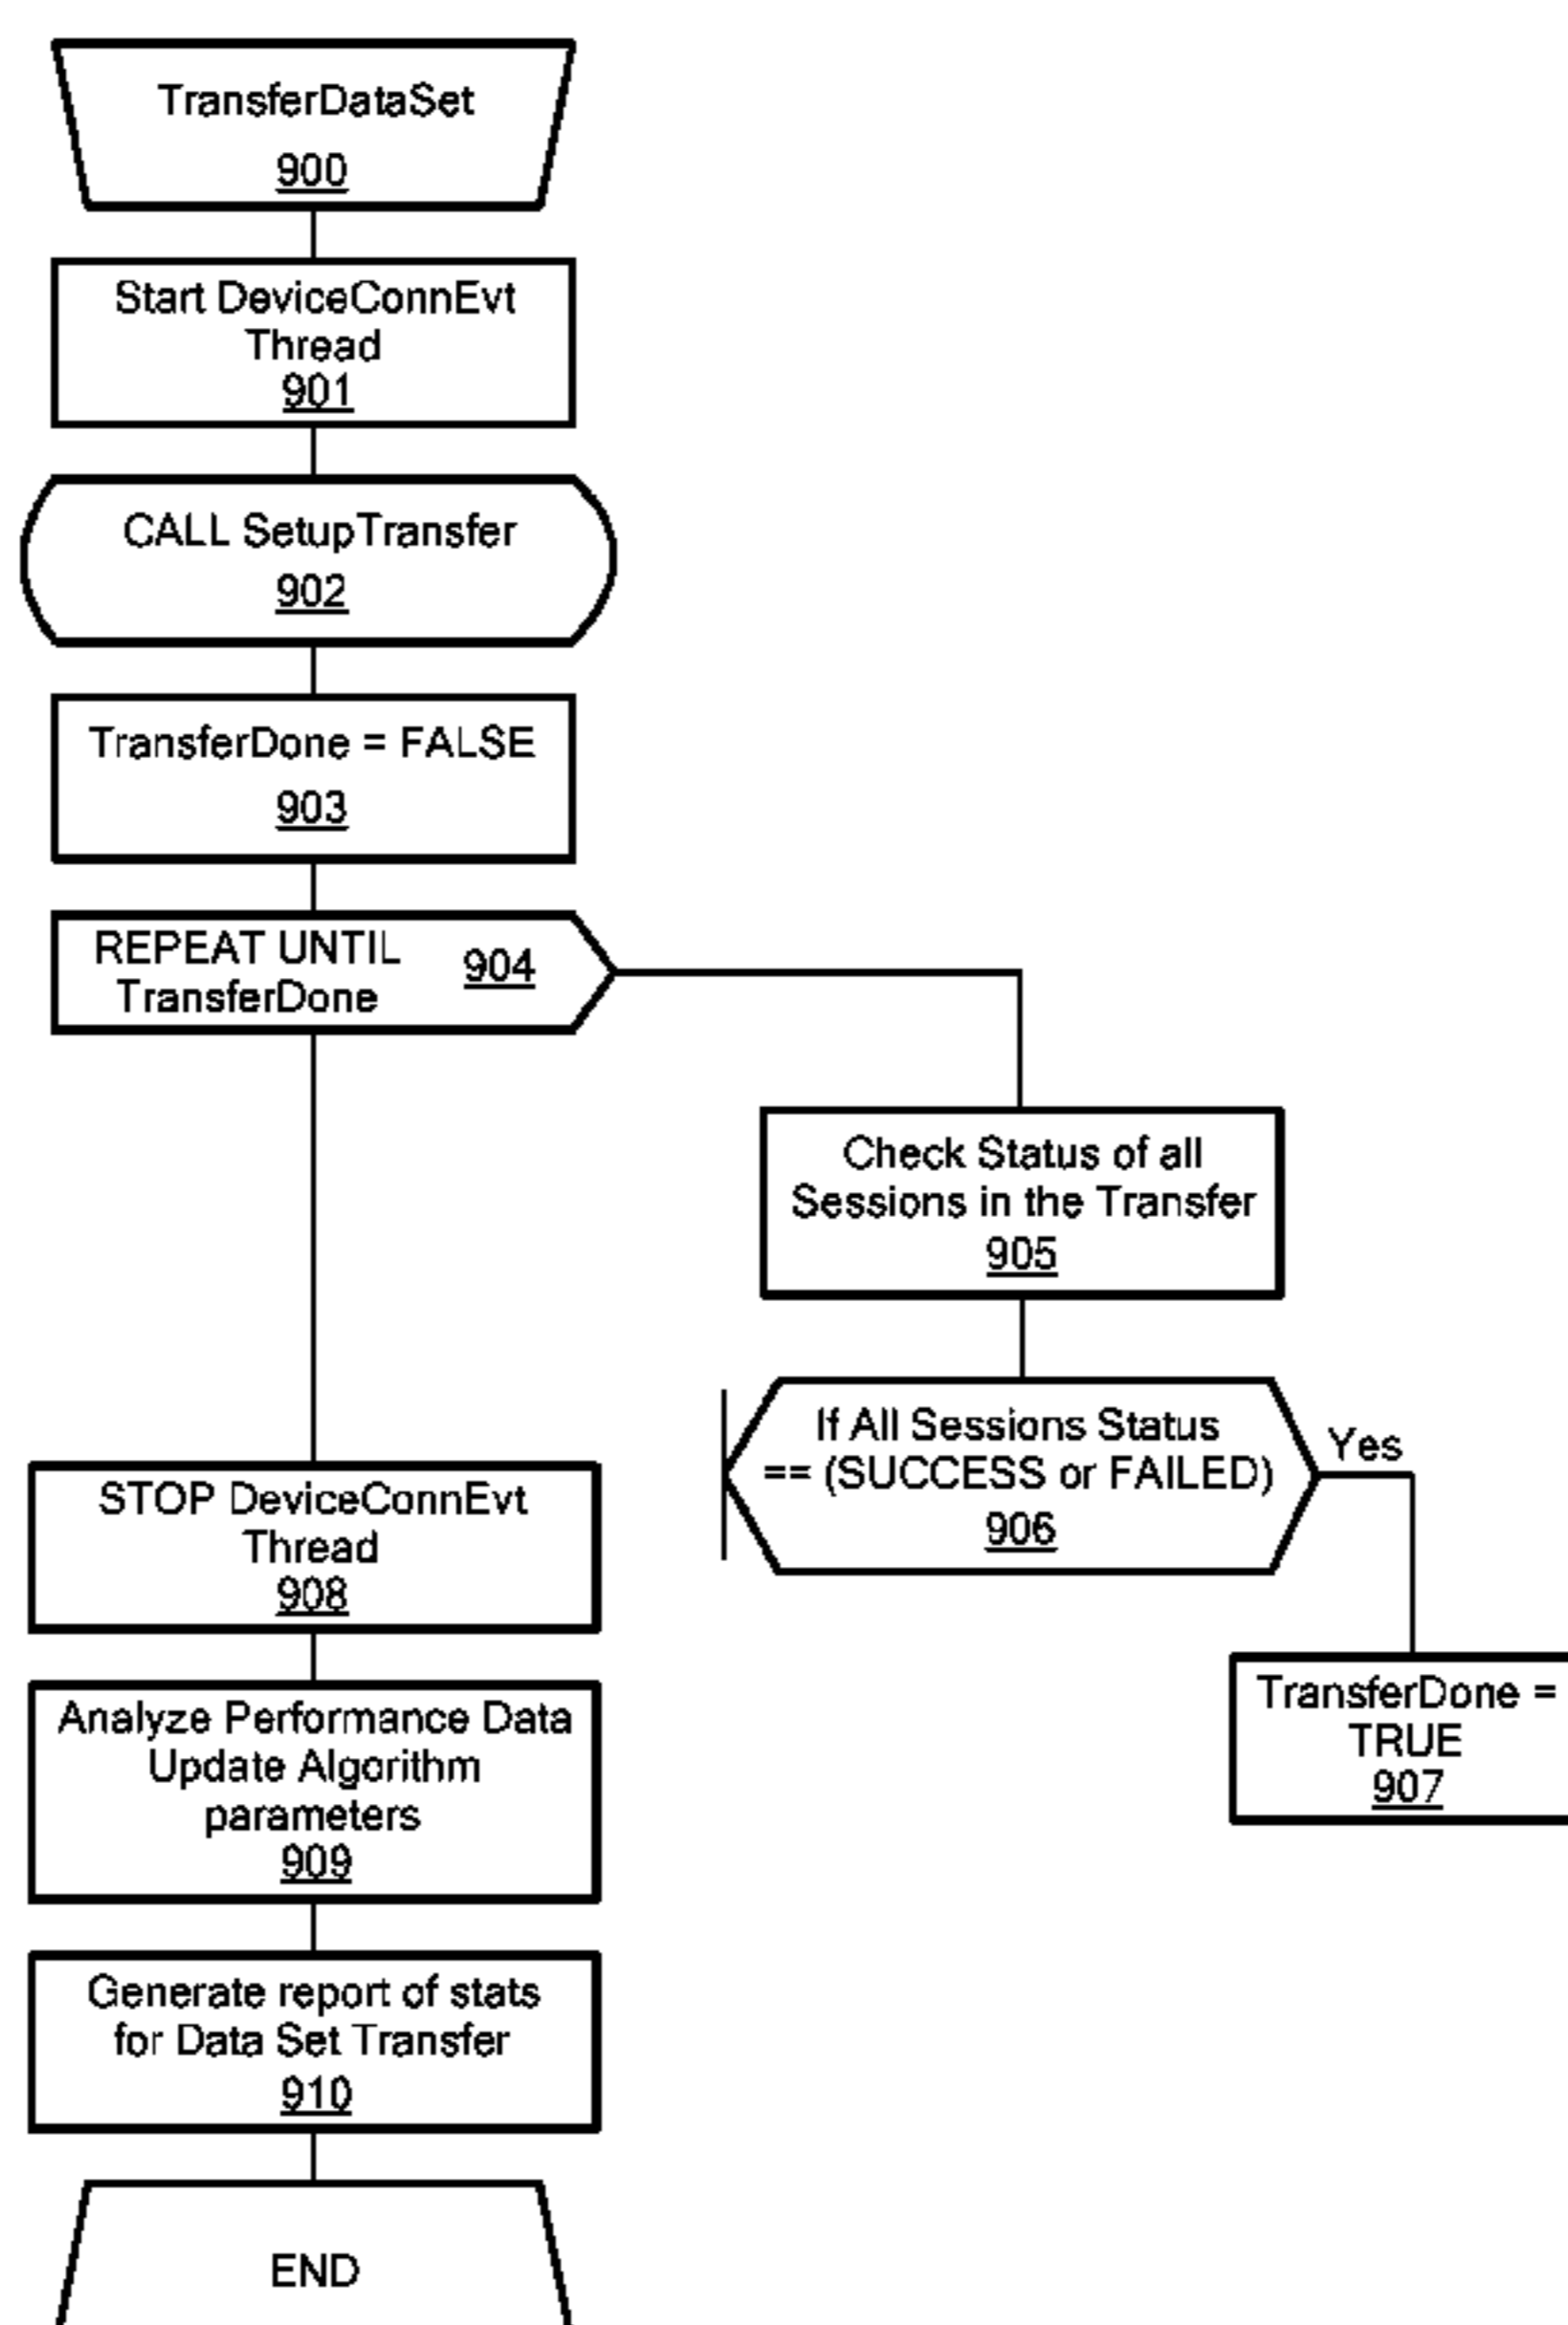 TransferDataSet
900
Start DeviceConnEvt
Thread
901
CALL SetupTransfer
902
TransferDone = FALSE
903
REPEAT UNTIL
TransferDone
904
Check Status of all
Sessions in the Transfer
905
If All Sessions Status
== (SUCCESS or FAILED)
906
Yes
TransferDone =
TRUE
907
STOP DeviceConnEvt
Thread
908
Analyze Performance Data
Update Algorithm
parameters
909
Generate report of stats
for Data Set Transfer
910
END